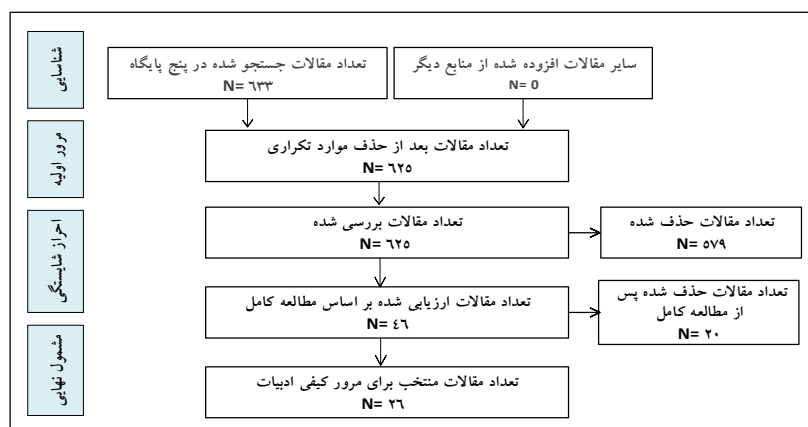 شناسایی
تعداد مقالات جستجو شده در پنج پایگاه
N= ٦٣٣
سایر مقالات افزوده شده از منابع دیگر
N= 0
مرور اولیه
تعداد مقالات بعد از حذف موارد تکراری
N= ٦٢٥
احراز شایستگی
تعداد مقالات بررسی شده
N= ٦٢٥
تعداد مقالات حذف شده
N= ٥٧٩
تعداد مقالات ارزیابی شده بر اساس مطالعه کامل
N= ٤٦
تعداد مقالات حذف شده پس
از مطالعه کامل
N= ٢٠
مشمول نهایی
تعداد مقالات منتخب برای مرور کیفی ادبیات
N= ٢٦